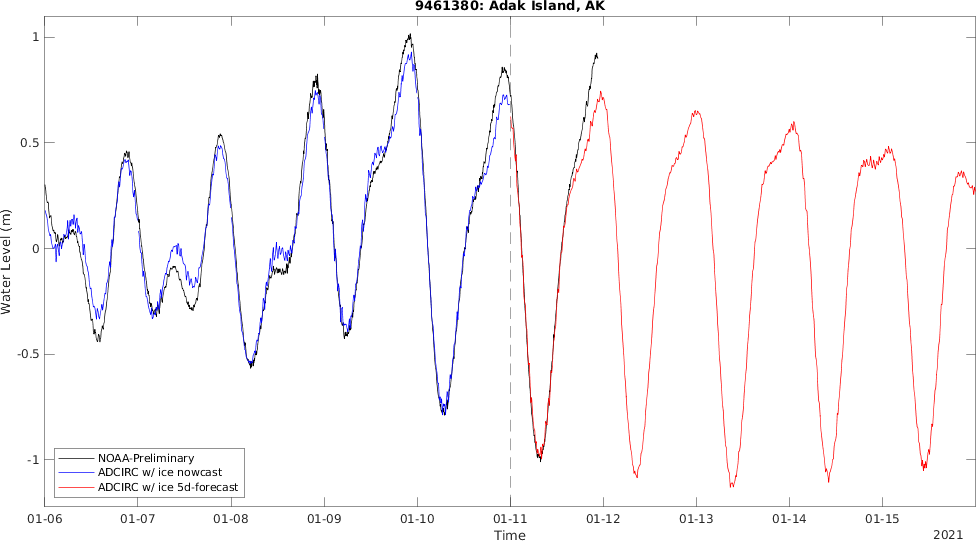 9461380: Adak Island, AK
Water Level (m)
1
0.5
0
-0.5
-1
NOAA-Preliminary
ADCIRC w/ ice nowcast
ADCIRC w/ ice 5d-forecast
01-06 01-07 01-08 01-09 01-10 01-11 01-12 01-13 01-14 01-15
Time
2021